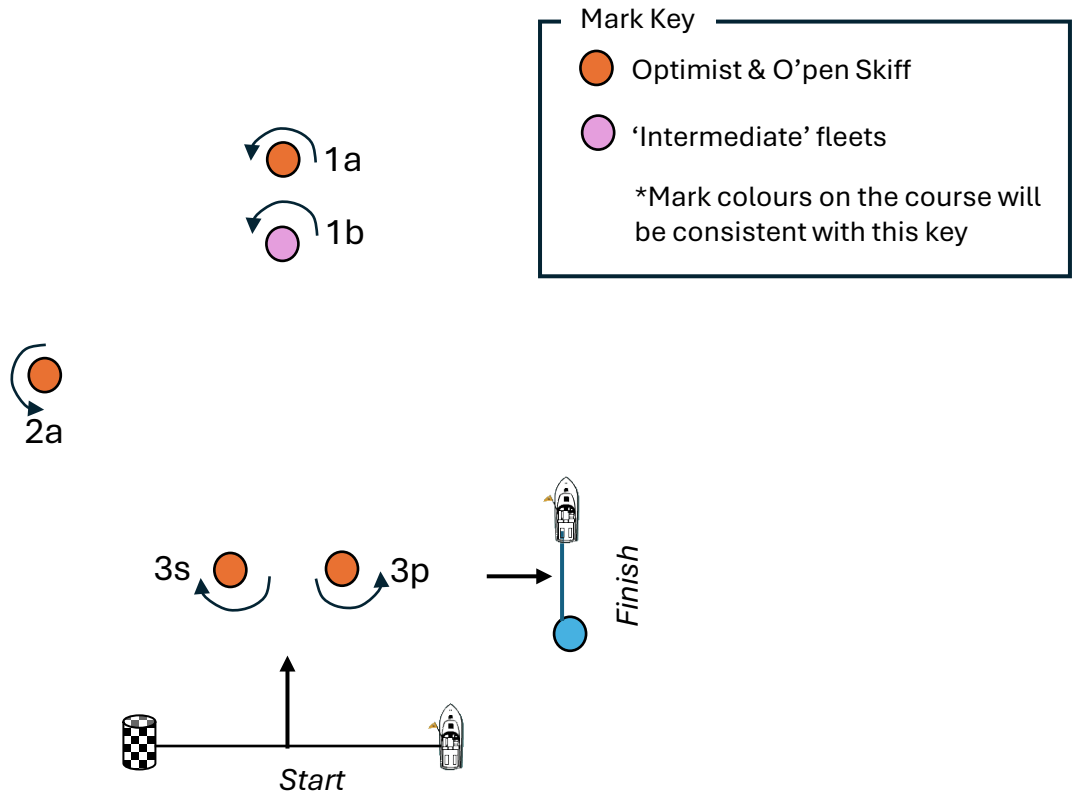 Mark Key
Optimist & O’pen Skiff
‘Intermediate’ fleets
*Mark colours on the course will
be consistent with this key
1a
1b
2a
3s
3p
Finish
Start